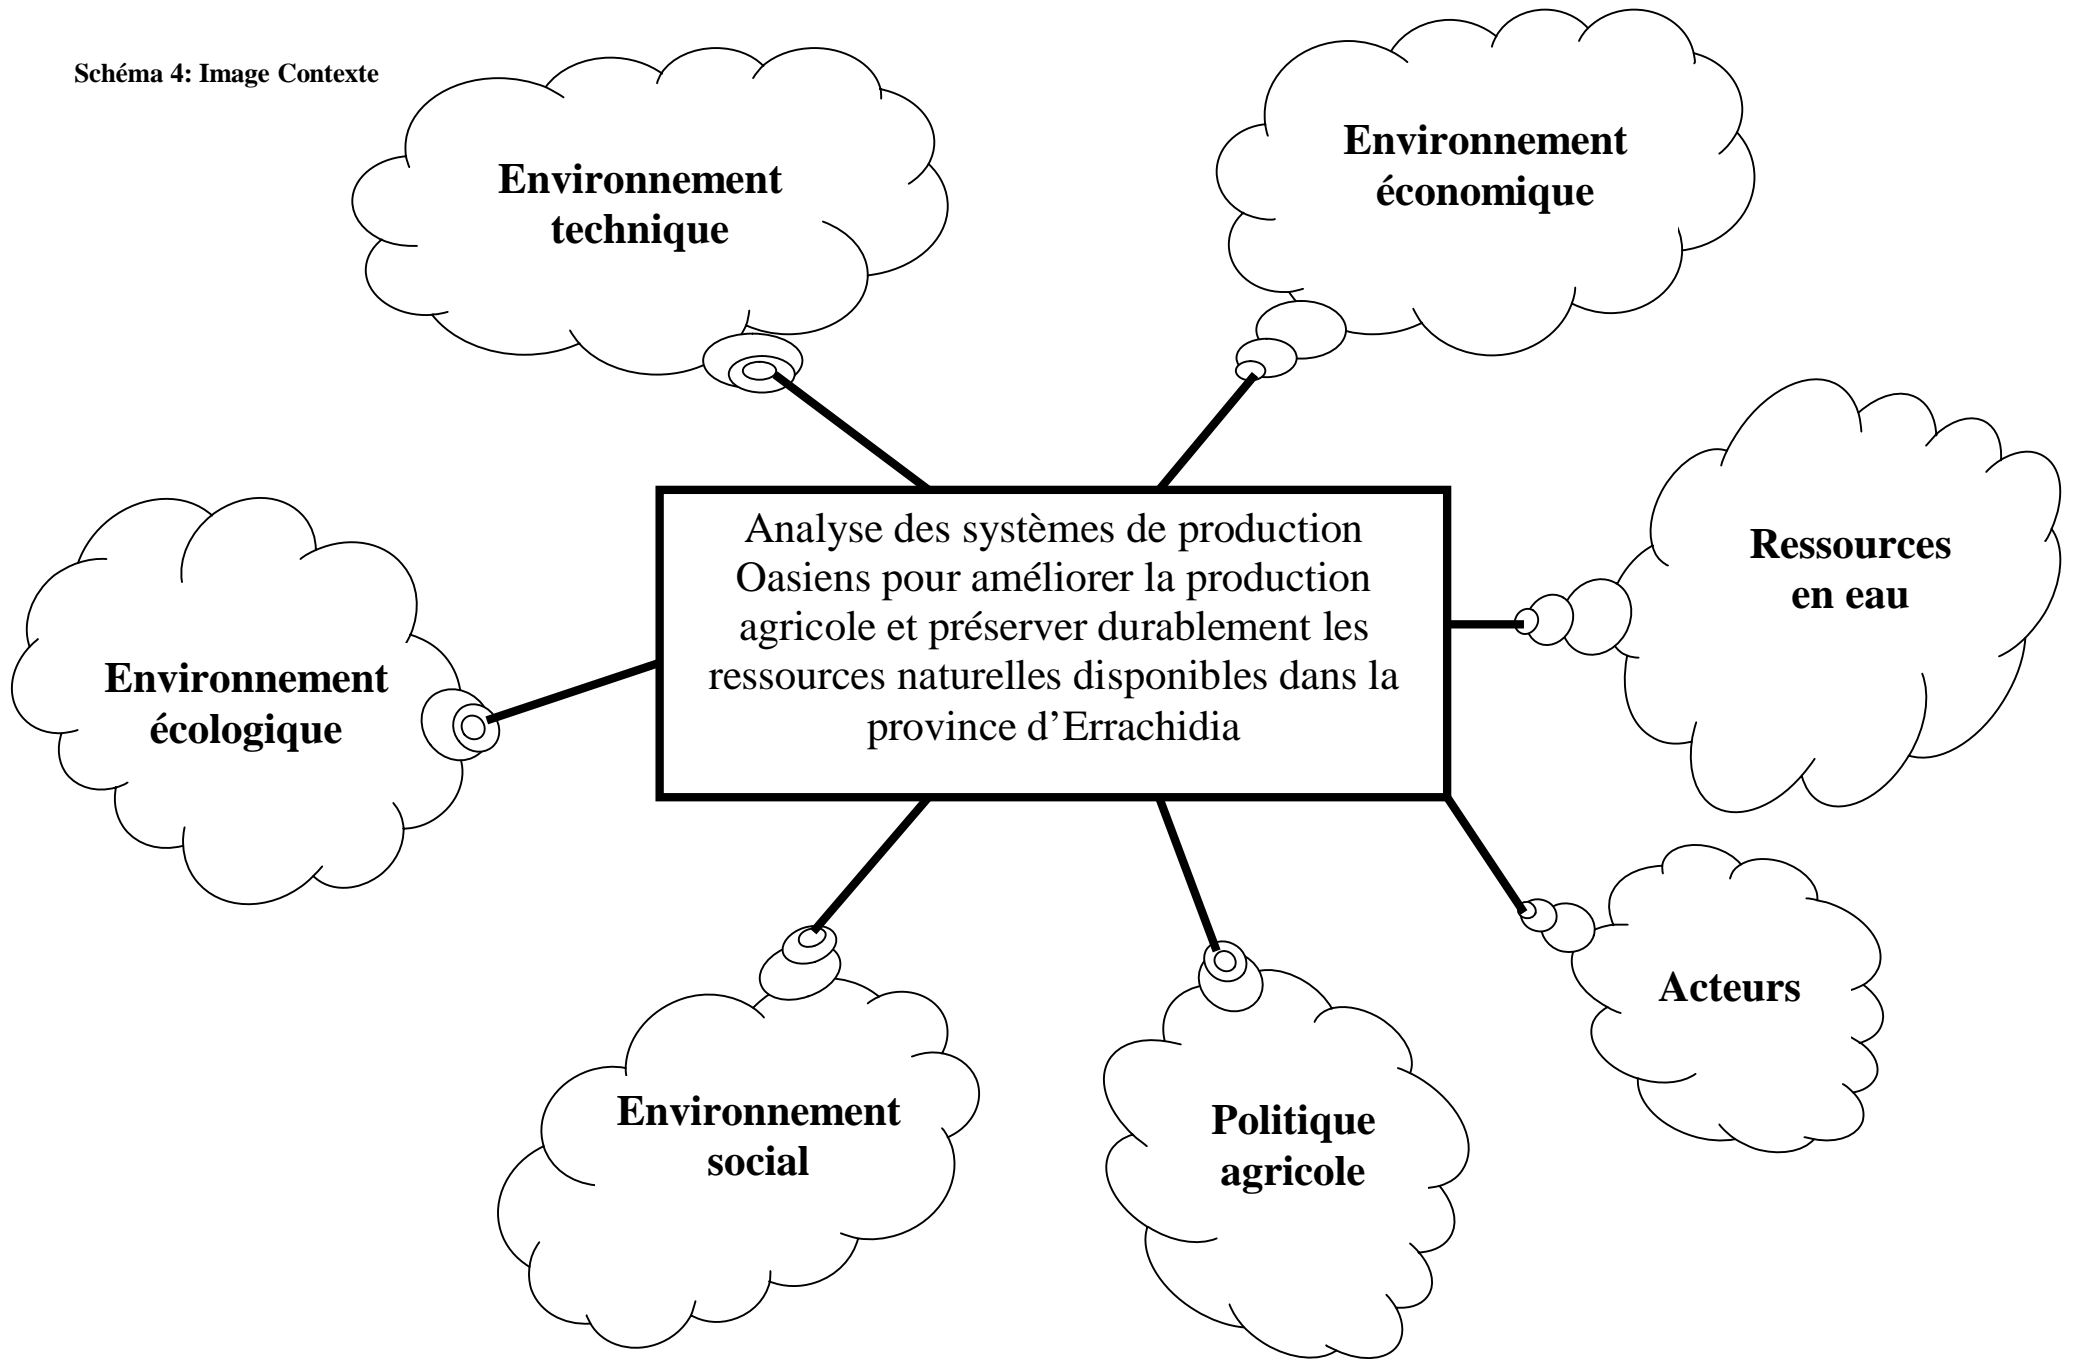 Schéma 4: Image Contexte
Environnement
technique
Environnement
économique
Ressources
en eau
Analyse des systèmes de production
Oasiens pour améliorer la production
agricole et préserver durablement les
ressources naturelles disponibles dans la
province d’Errachidia
Environnement
écologique
Acteurs
Environnement
social
Politique
agricole